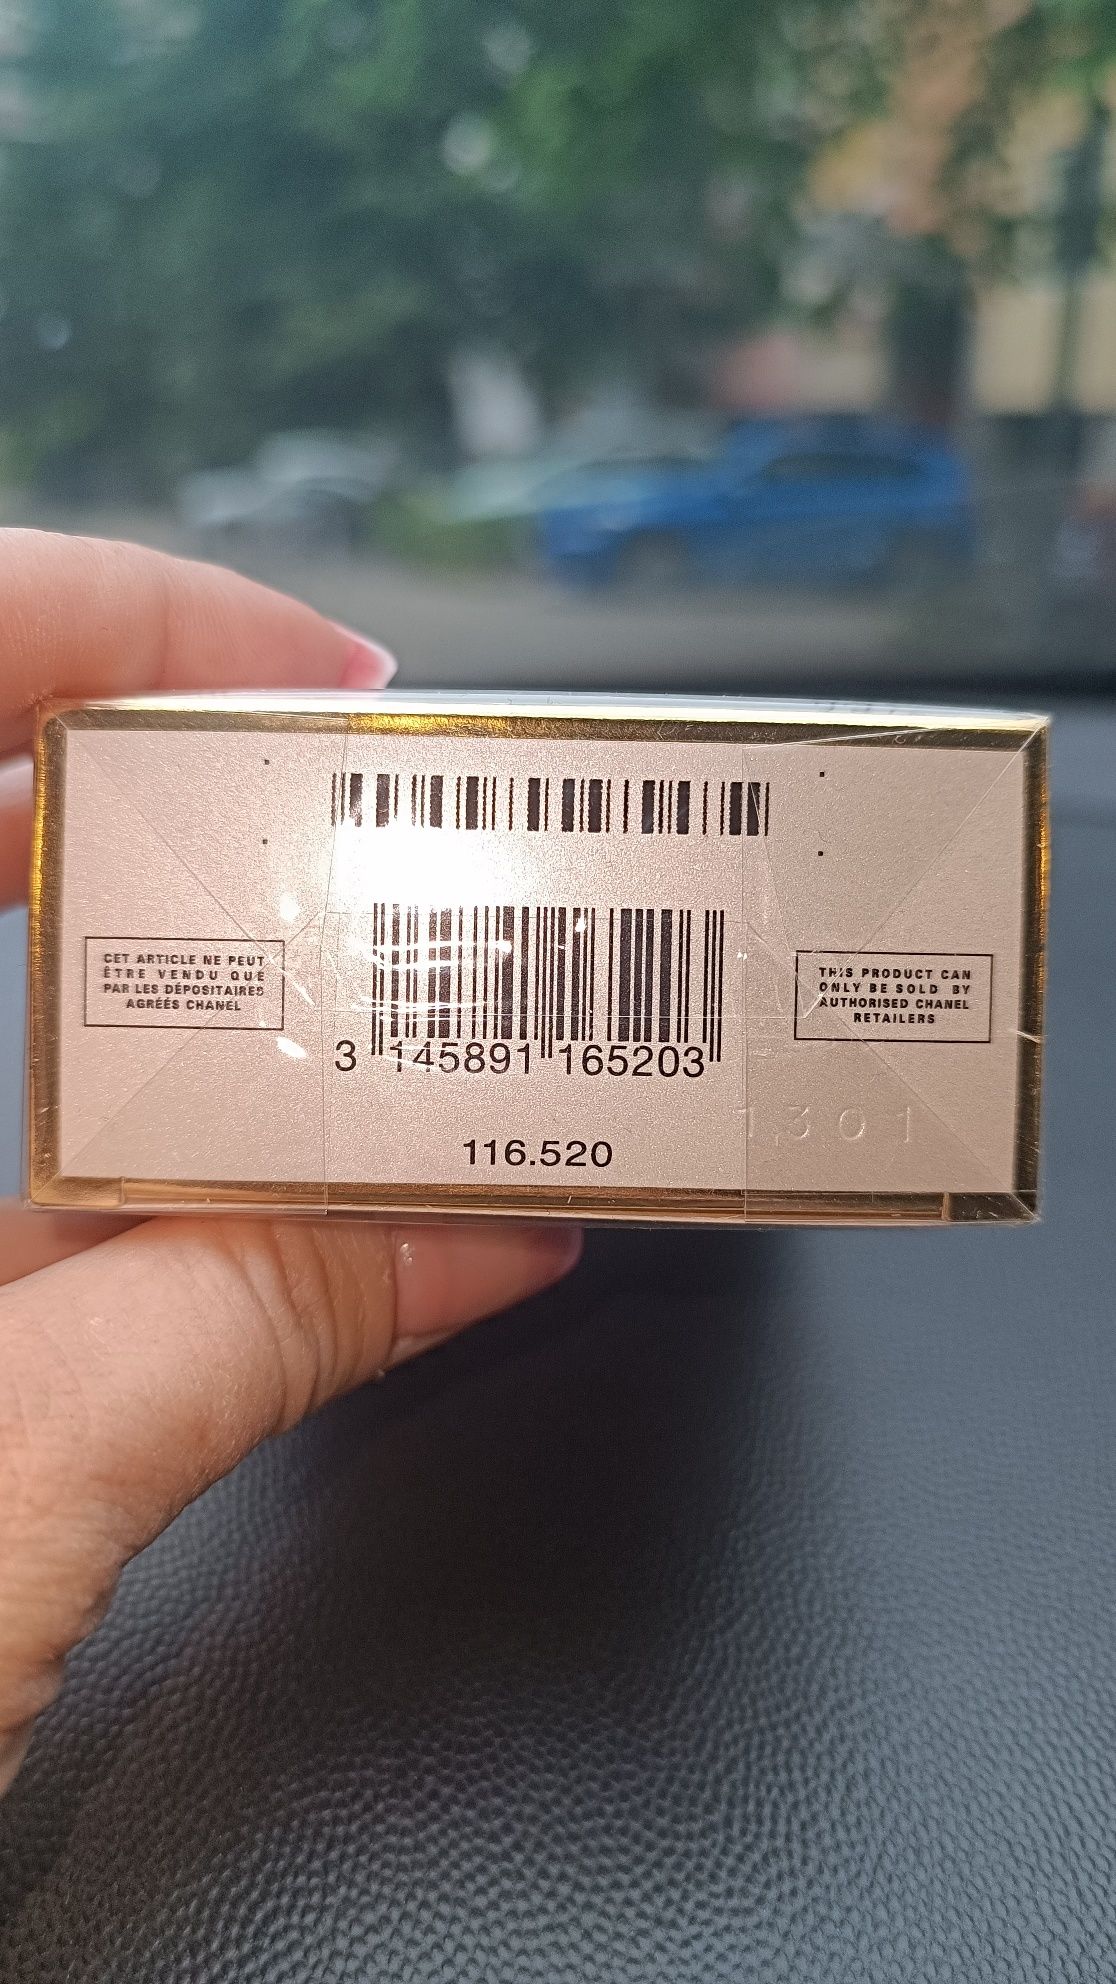 CET ARTICLE NE PEUT
ÊTRE VENDU QUE
PAR LES DÉPOSITAIRES
AGRÉÉS CHANEL
THIS PRODUCT CAN
ONLY BE SOLD BY
AUTHORISED CHANEL
RETAILERS
3 145891 165203
1301
116.520